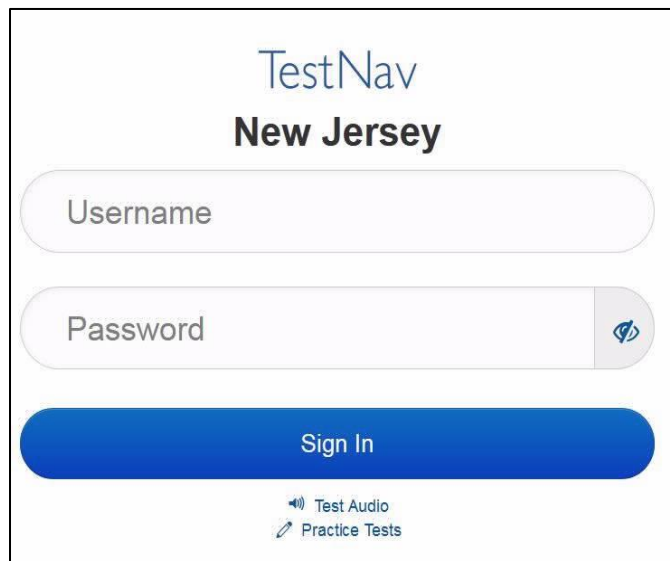 TestNav
New Jersey
Username
Password
Sign In
Test Audio
Practice Tests